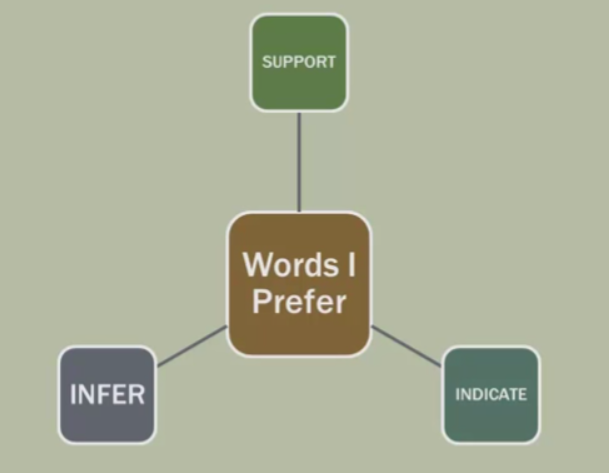 SUPPORT
Words I
Prefer
INFER
INDICATE